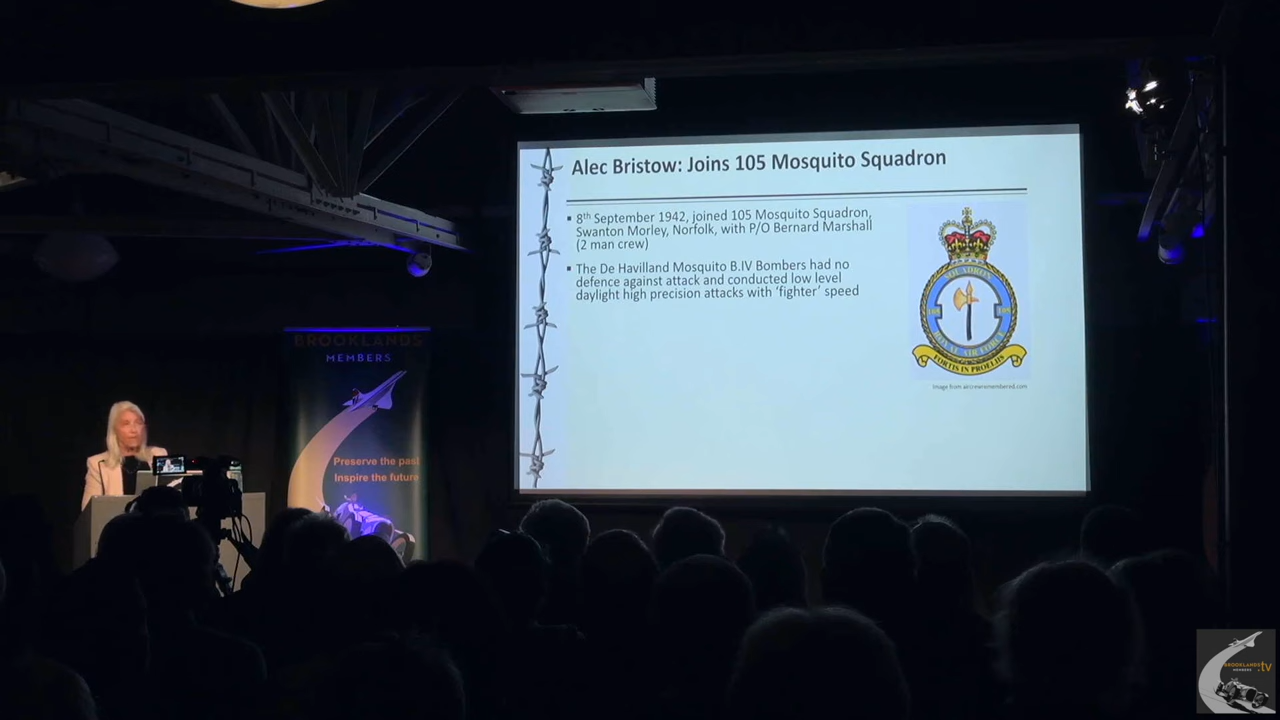 Alec Bristow: Joins 105 Mosquito Squadron
▪ 8th September 1942, joined 105 Mosquito Squadron,
Swanton Morley, Norfolk, with P/O Bernard Marshall
(2 man crew)
▪ The De Havilland Mosquito B.IV Bombers had no
defence against attack and conducted low level
daylight high precision attacks with ‘fighter’ speed
SQUADRON
105
105
ROYAL AIR FORCE
FORTIS IN PROELIIS
Image from aircrewremembered.com
BROOKLANDS
MEMBERS
Preserve the past
Inspire the future
BROOKLANDS
MEMBERS
.tv